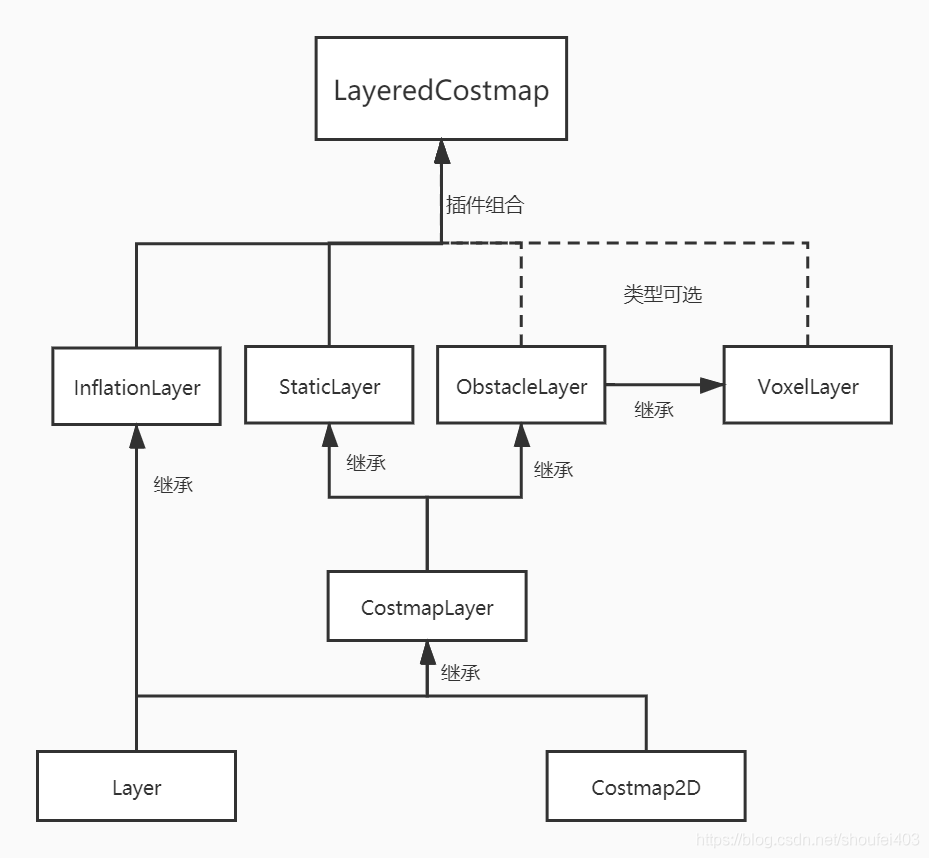 LayeredCostmap
插件组合
类型可选
InflationLayer
StaticLayer
ObstacleLayer
VoxelLayer
继承
继承
继承
继承
CostmapLayer
继承
Layer
Costmap2D
https://blog.csdn.net/shoufei403